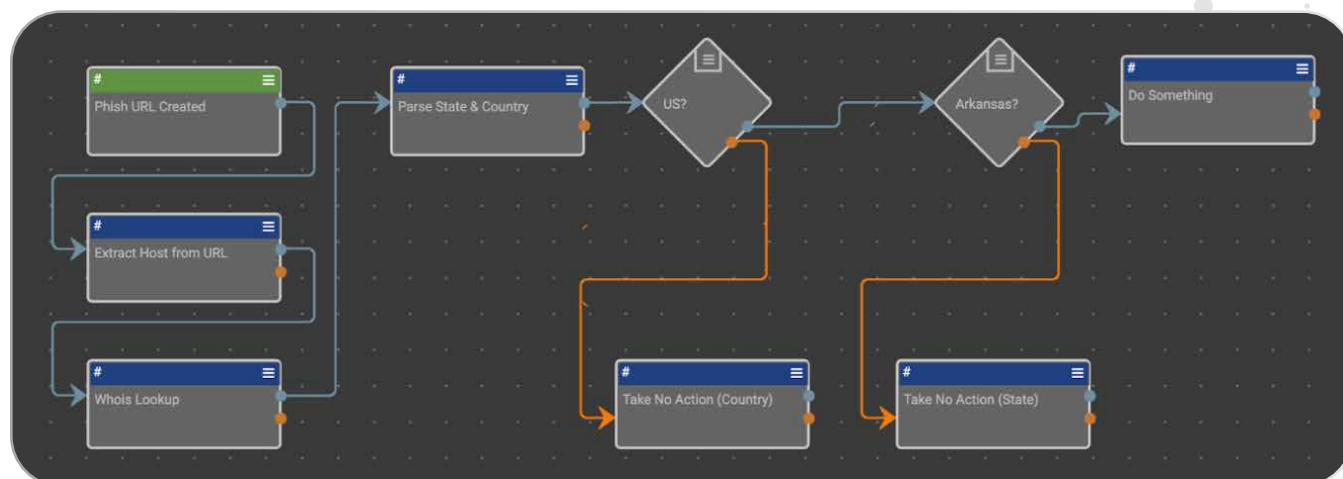 #
Phish URL Created
#
Extract Host from URL
#
Whois Lookup
#
Parse State & Country
US?
Arkansas?
#
Do Something
#
Take No Action (Country)
#
Take No Action (State)